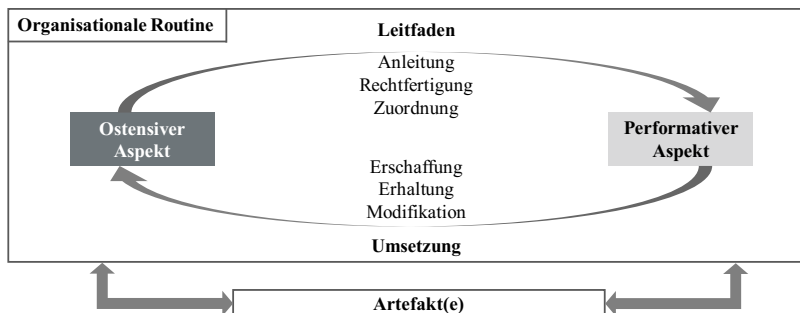 Organisationale Routine
Leitfaden
Anleitung
Rechtfertigung
Zuordnung
Ostensiver
Aspekt
Performativer
Aspekt
Erschaffung
Erhaltung
Modifikation
Umsetzung
Artefakt(e)